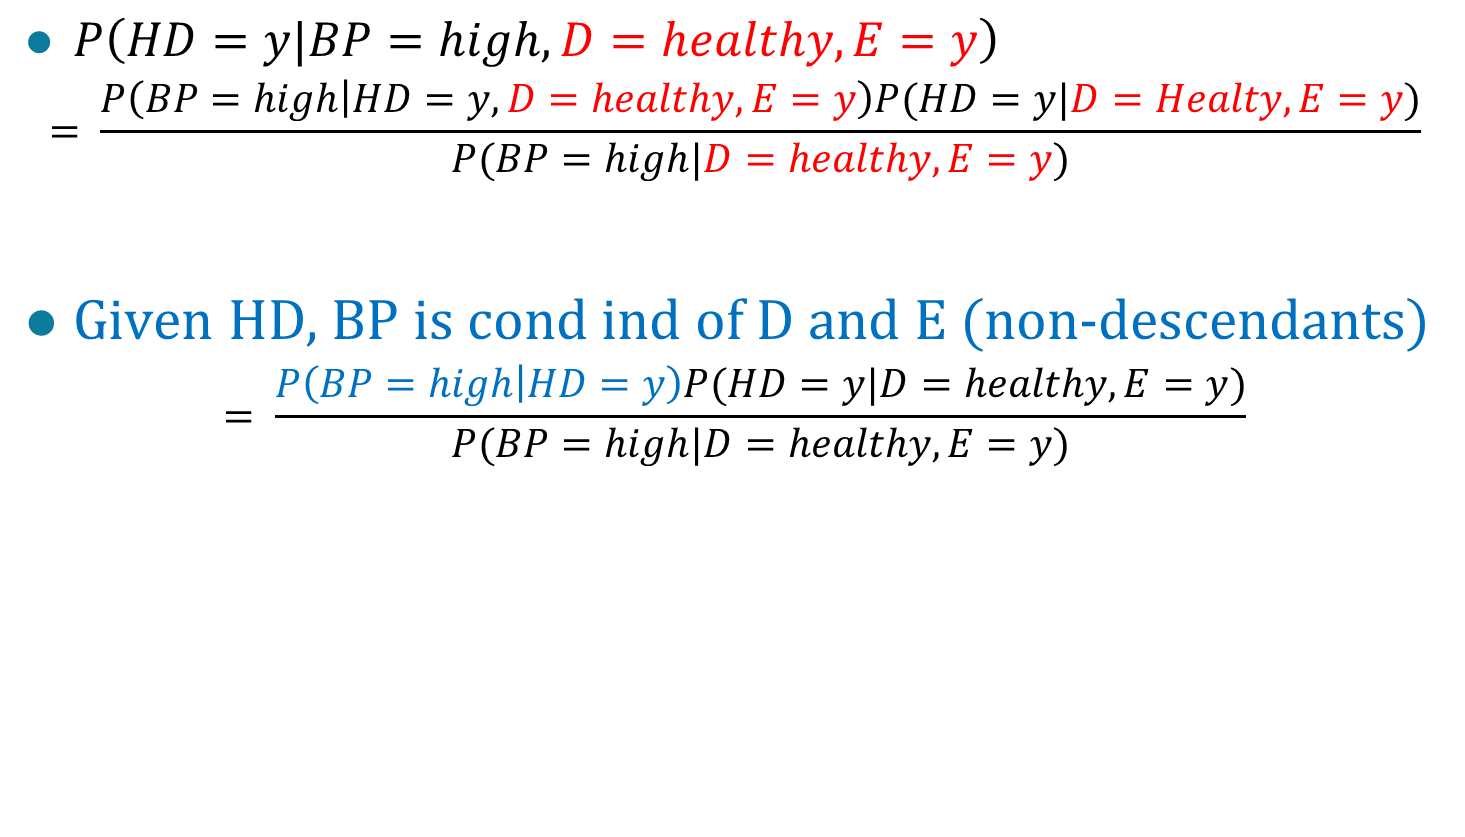 ● P(HD = y|BP = high, D = healthy, E = y)
= P(BP = high|HD = y, D = healthy, E = y)P(HD = y|D = Healty, E = y)
P(BP = high|D = healthy, E = y)
● Given HD, BP is cond ind of D and E (non-descendants)
= P(BP = high|HD = y)P(HD = y|D = healthy, E = y)
P(BP = high|D = healthy, E = y)